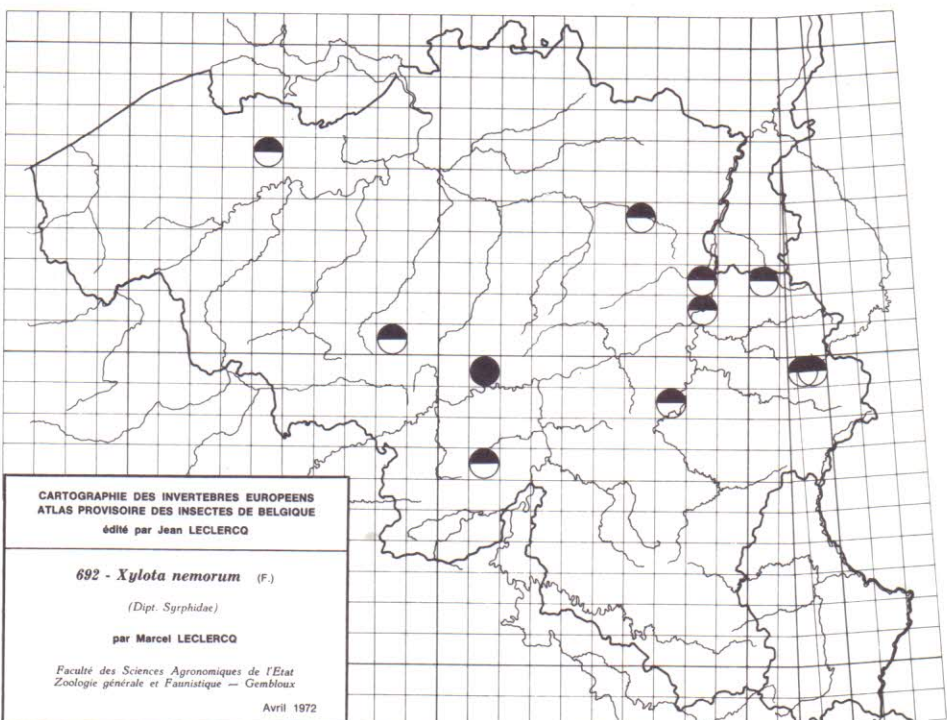 CARTOGRAPHIE DES INVERTEBRES EUROPEENS
ATLAS PROVISOIRE DES INSECTES DE BELGIQUE
édité par Jean LECLERCQ
692 - Xylota nemorum (F.)
(Dipt. Syrphidae)
par Marcel LECLERCQ
Faculté des Sciences Agronomiques de l'Etat
Zoologie générale et Faunistique — Gembloux
Avril 1972